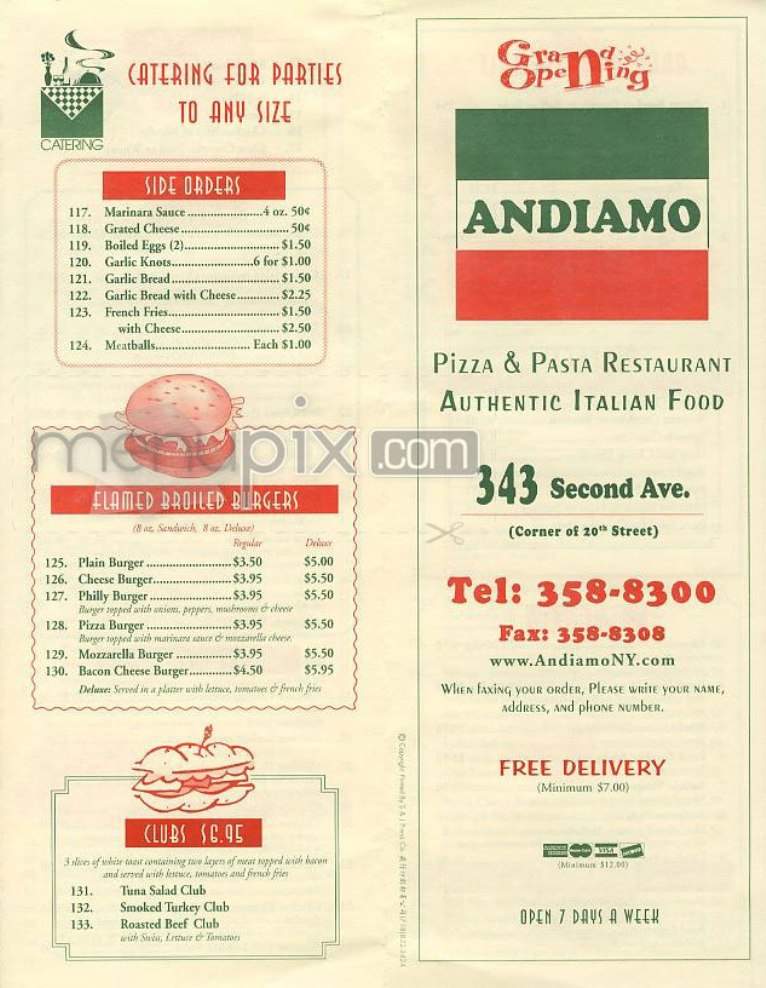 CATERING FOR PARTIES
TO ANY SIZE
CATERING
SIDE ORDERS
117. Marinara Sauce.......................4 oz. 50¢
118. Grated Cheese................................ 50¢
119. Boiled Eggs (2)............................ $1.50
120. Garlic Knots.........................6 for $1.00
121. Garlic Bread................................ $1.50
122. Garlic Bread with Cheese............. $2.25
123. French Fries................................. $1.50
with Cheese............................. $2.50
124. Meatballs............................ Each $1.00
menupix.com
FLAMED BROILED BURGERS
(8 oz. Sandwich, 8 oz. Deluxe)
Regular Deluxe
125. Plain Burger ..........................$3.50 $5.00
126. Cheese Burger........................$3.95 $5.50
127. Philly Burger .........................$3.95 $5.50
Burger topped with onions, peppers, mushrooms & cheese
128. Pizza Burger ..........................$3.95 $5.50
Burger topped with marinara sauce & mozzarella cheese.
129. Mozzarella Burger .................$3.95 $5.50
130. Bacon Cheese Burger.............$4.50 $5.95
Deluxe: Served in a platter with lettuce, tomatoes & french fries
CLUBS $6.95
3 slices of white toast containing two layers of meat topped with bacon
and served with lettuce, tomatoes and french fries
131. Tuna Salad Club
132. Smoked Turkey Club
133. Roasted Beef Club
with Swiss, Lettuce & Tomatoes
Grand
Opening
ANDIAMO
PIZZA & PASTA RESTAURANT
AUTHENTIC ITALIAN FOOD
343 Second Ave.
(Corner of 20th Street)
Tel: 358-8300
Fax: 358-8308
www.AndiamoNY.com
WHEN FAXING YOUR ORDER, PLEASE WRITE YOUR NAME,
ADDRESS, AND PHONE NUMBER.
FREE DELIVERY
(Minimum $7.00)
VISA
(Minimum $12.00)
OPEN 7 DAYS A WEEK